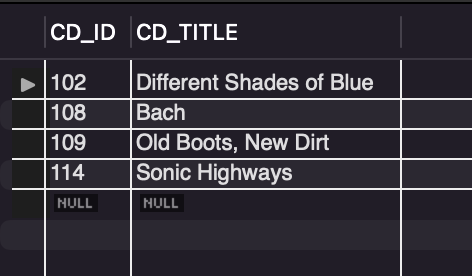 CD_ID CD_TITLE
102 Different Shades of Blue
108 Bach
109 Old Boots, New Dirt
114 Sonic Highways
NULL NULL